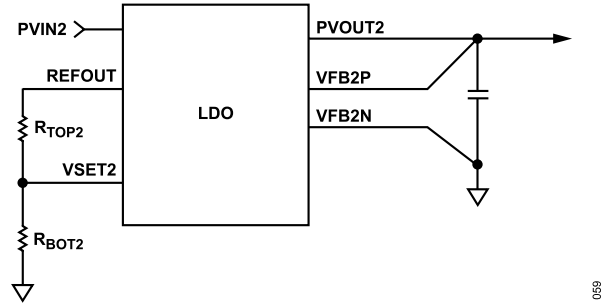 PVIN2
PVOUT2
REFOUT
VFB2P
LDO
VFB2N
RTOP2
VSET2
RBOT2
059